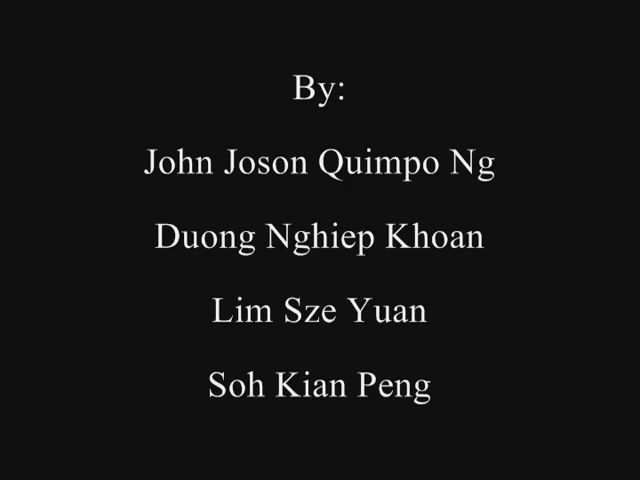 By:
John Joson Quimpo Ng
Duong Nghiep Khoan
Lim Sze Yuan
Soh Kian Peng